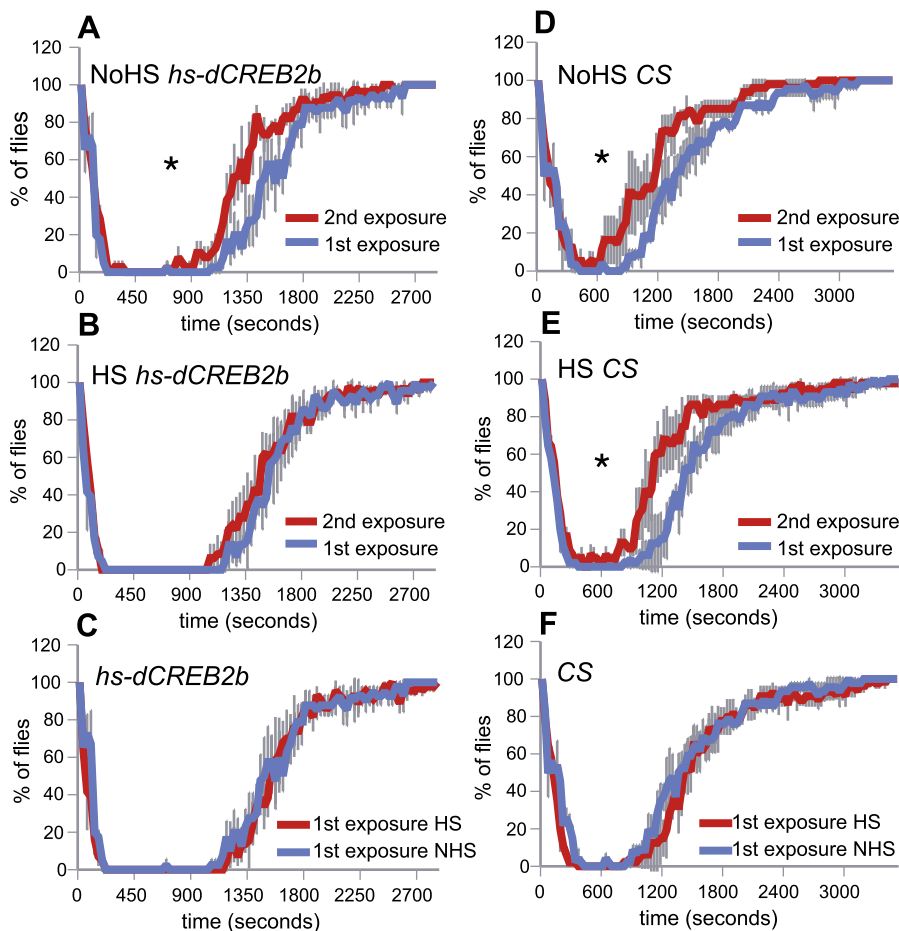 A
NoHS hs-dCREB2b
% of flies
120
100
80
60
40
20
0
*
2nd exposure
1st exposure
0 450 900 1350 1800 2250 2700
time (seconds)
B
HS hs-dCREB2b
% of flies
120
100
80
60
40
20
0
2nd exposure
1st exposure
0 450 900 1350 1800 2250 2700
time (seconds)
C
hs-dCREB2b
% of flies
120
100
80
60
40
20
0
1st exposure HS
1st exposure NHS
0 450 900 1350 1800 2250 2700
time (seconds)
D
NoHS CS
% of flies
120
100
80
60
40
20
0
*
2nd exposure
1st exposure
0 600 1200 1800 2400 3000
time (seconds)
E
HS CS
% of flies
120
100
80
60
40
20
0
*
2nd exposure
1st exposure
0 600 1200 1800 2400 3000
time (seconds)
F
CS
% of flies
120
100
80
60
40
20
0
1st exposure HS
1st exposure NHS
0 600 1200 1800 2400 3000
time (seconds)